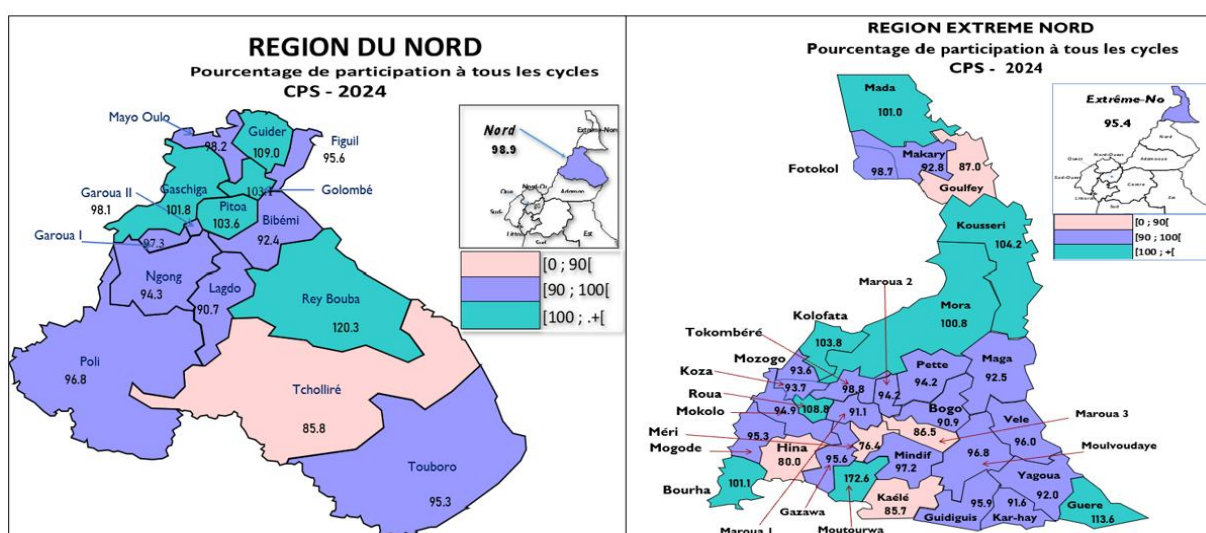 REGION DU NORD
Pourcentage de participation à tous les cycles
CPS - 2024
Mayo Oulo
98.2
Guider
109.0
Figuil
95.6
Garoua II
98.1
Gaschiga
101.8
Golombé
Pitoa
103.6
Bibémi
92.4
Garoua I
97.3
Ngong
94.3
Lagdo
90.7
Rey Bouba
120.3
Poli
96.8
Tcholliré
85.8
Touboro
95.3
Nord
98.9
[0 ; 90[
[90 ; 100[
[100 ; .+[
REGION EXTREME NORD
Pourcentage de participation à tous les cycles
CPS - 2024
Mada
101.0
Fotokol
98.7
Makary
92.8
87.0
Goulfey
Kousseri
104.2
Maroua 2
Mora
100.8
Kolofata
103.8
Tokombéré
Mozogo
93.6
Koza
93.7
98.8
94.2
Pette
94.2
Maga
92.5
Roua
108.8
Mokolo
94.9
91.1
Bogo
90.9
Vele
96.0
Maroua 3
86.5
Méri
76.4
Mogode
95.3
Hina
80.0
95.6
Mindif
97.2
96.8
Moulvoudaye
Yagoua
92.0
Bourha
101.1
172.6
Kaélé
85.7
95.9
91.6
Guere
113.6
Gazawa
Maroua 1
Moutourwa
Guidiguis
Kar-hay
Extrême-No
95.4
[0 ; 90[
[90 ; 100[
[100 ; +[